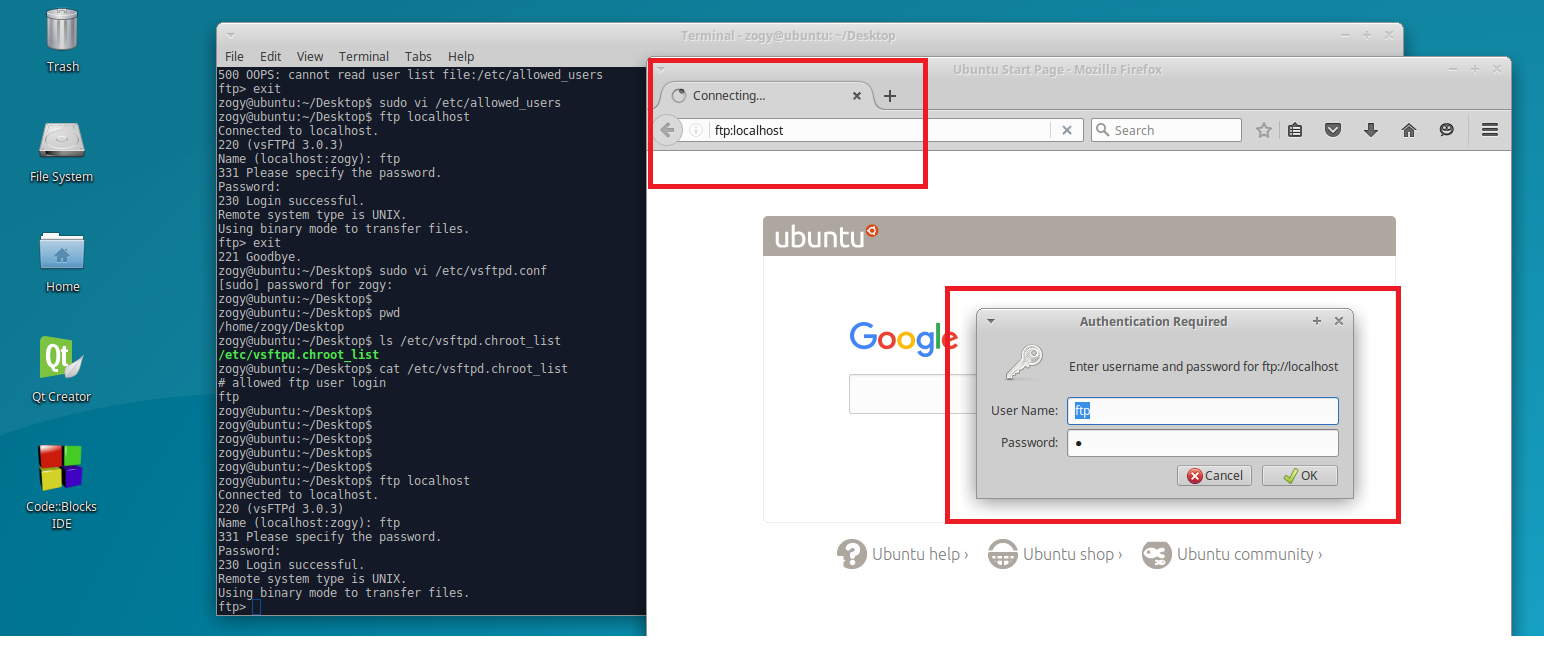 Trash
File System
Home
Qt Creator
Code::Blocks
IDE
Terminal - zogy@ubuntu: ~/Desktop
File Edit View Terminal Tabs Help
500 OOPS: cannot read user list file:/etc/allowed_users
ftp> exit
zogy@ubuntu:~/Desktop$ sudo vi /etc/allowed_users
zogy@ubuntu:~/Desktop$ ftp localhost
Connected to localhost.
220 (vsFTPd 3.0.3)
Name (localhost:zogy): ftp
331 Please specify the password.
Password:
230 Login successful.
Remote system type is UNIX.
Using binary mode to transfer files.
ftp> exit
221 Goodbye.
zogy@ubuntu:~/Desktop$ sudo vi /etc/vsftpd.conf
[sudo] password for zogy:
zogy@ubuntu:~/Desktop$
zogy@ubuntu:~/Desktop$ pwd
/home/zogy/Desktop
zogy@ubuntu:~/Desktop$ ls /etc/vsftpd.chroot_list
/etc/vsftpd.chroot_list
zogy@ubuntu:~/Desktop$ cat /etc/vsftpd.chroot_list
# allowed ftp user login
ftp
zogy@ubuntu:~/Desktop$
zogy@ubuntu:~/Desktop$
zogy@ubuntu:~/Desktop$
zogy@ubuntu:~/Desktop$
zogy@ubuntu:~/Desktop$
zogy@ubuntu:~/Desktop$ ftp localhost
Connected to localhost.
220 (vsFTPd 3.0.3)
Name (localhost:zogy): ftp
331 Please specify the password.
Password:
230 Login successful.
Remote system type is UNIX.
Using binary mode to transfer files.
ftp>
Ubuntu Start Page - Mozilla Firefox
Connecting...
ftp:localhost
Search
ubuntu
Google
Authentication Required
Enter username and password for ftp://localhost
User Name: ftp
Password: ●
Cancel OK
Ubuntu help › Ubuntu shop › Ubuntu community ›